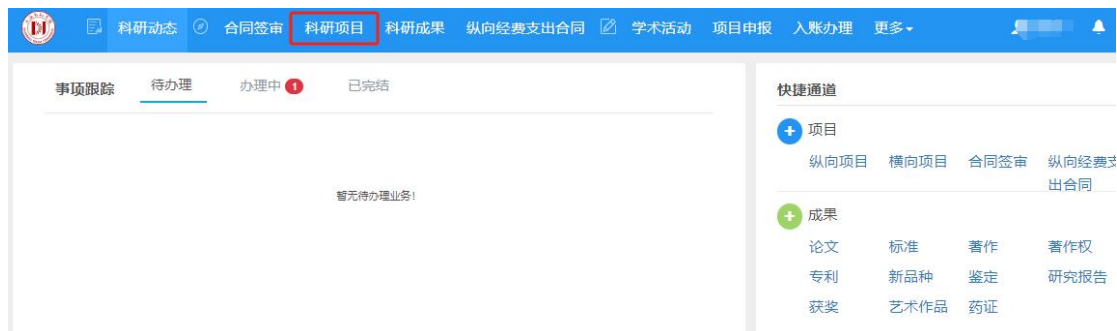 科研动态 合同签审 科研项目 科研成果 纵向经费支出合同 学术活动 项目申报 入账办理 更多
事项跟踪 待办理 办理中 1 已完结
暂无待办理业务!
快捷通道
项目
纵向项目 横向项目 合同签审 纵向经费支
出合同
成果
论文 标准 著作 著作权
专利 新品种 鉴定 研究报告
获奖 艺术作品 药证